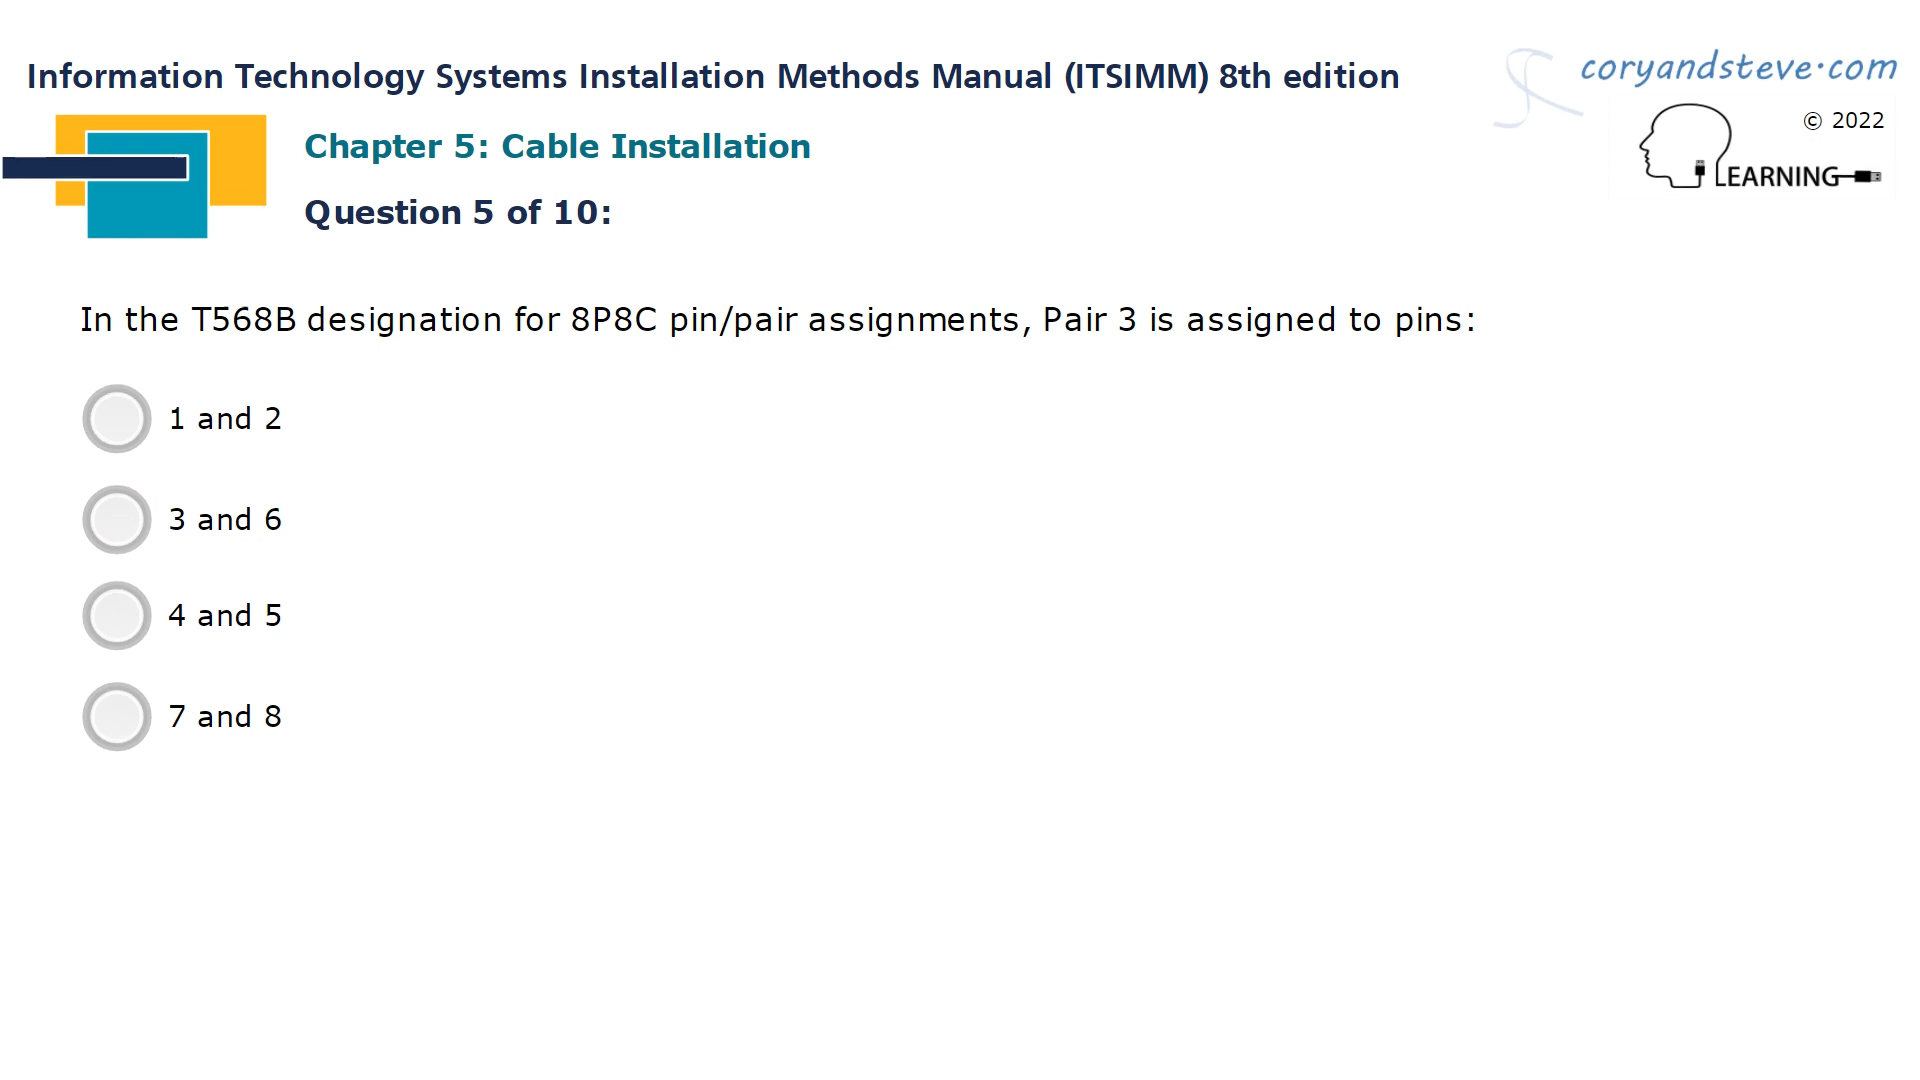 Information Technology Systems Installation Methods Manual (ITSIMM) 8th edition
coryandsteve.com
© 2022
LEARNING
Chapter 5: Cable Installation
Question 5 of 10:
In the T568B designation for 8P8C pin/pair assignments, Pair 3 is assigned to pins:
1 and 2
3 and 6
4 and 5
7 and 8